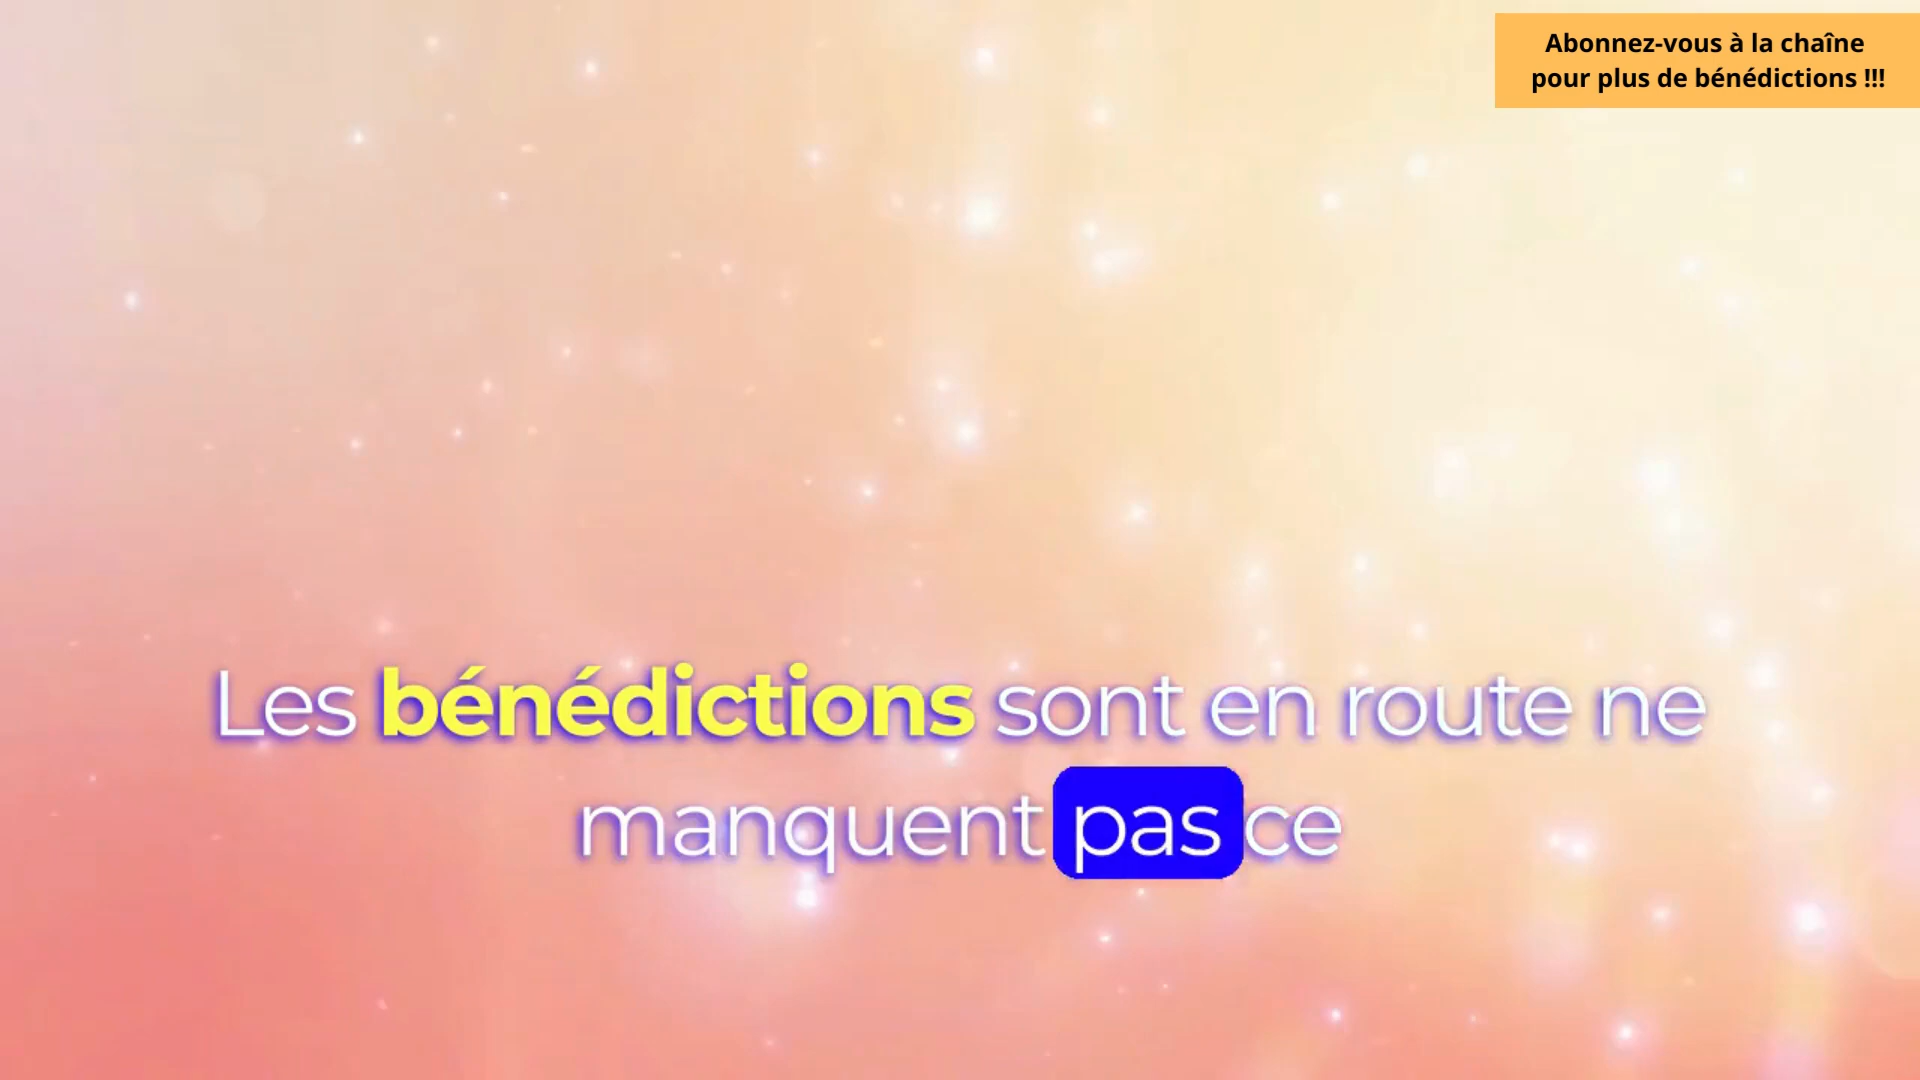 Abonnez-vous à la chaîne
pour plus de bénédictions !!!
Les bénédictions sont en route ne
manquent pas ce